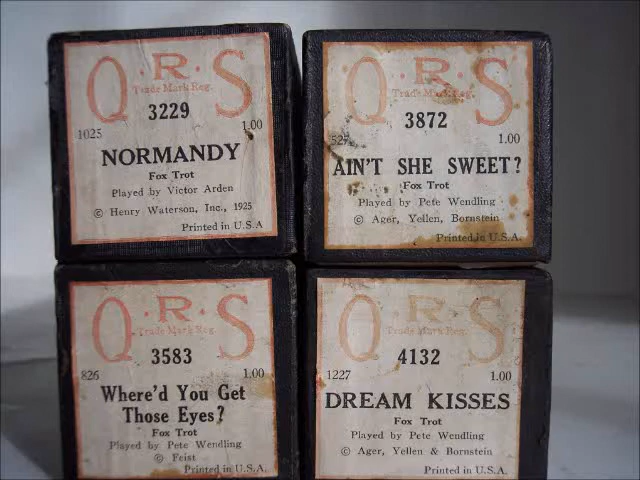 Q·R·S
Trade Mark Reg.
3229
1025 1.00
NORMANDY
Fox Trot
Played by Victor Arden
© Henry Waterson, Inc., 1925
Printed in U.S.A
Q·R·S
Trade Mark Reg.
3872
527 1.00
AIN'T SHE SWEET?
Fox Trot
Played by Pete Wendling
© Ager, Yellen, Bornstein
Printed in U.S.A.
Q·R·S
Trade Mark Reg.
3583
826 1.00
Where'd You Get
Those Eyes?
Fox Trot
Played by Pete Wendling
© Feist
Printed in U.S.A.
Q·R·S
Trade Mark Reg.
4132
1227 1.00
DREAM KISSES
Fox Trot
Played by Pete Wendling
© Ager, Yellen & Bornstein
Printed in U.S.A.